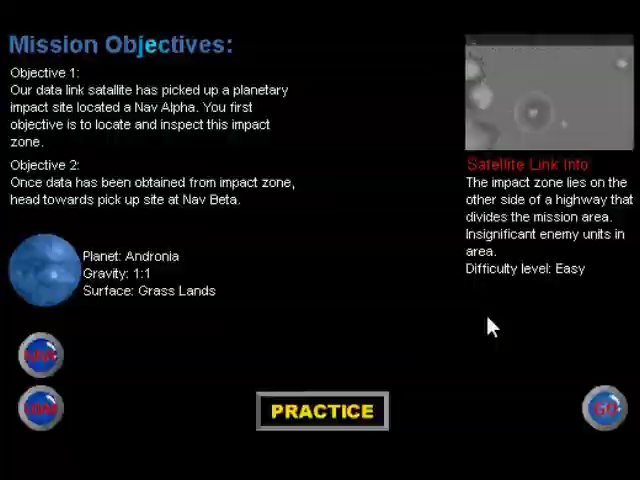 Mission Objectives:
Objective 1:
Our data link satallite has picked up a planetary
impact site located a Nav Alpha. You first
objective is to locate and inspect this impact
zone.
Objective 2:
Once data has been obtained from impact zone,
head towards pick up site at Nav Beta.
Planet: Andronia
Gravity: 1:1
Surface: Grass Lands
Satellite Link Info
The impact zone lies on the
other side of a highway that
divides the mission area.
Insignificant enemy units in
area.
Difficulty level: Easy
SAVE
LOAD
PRACTICE
GO